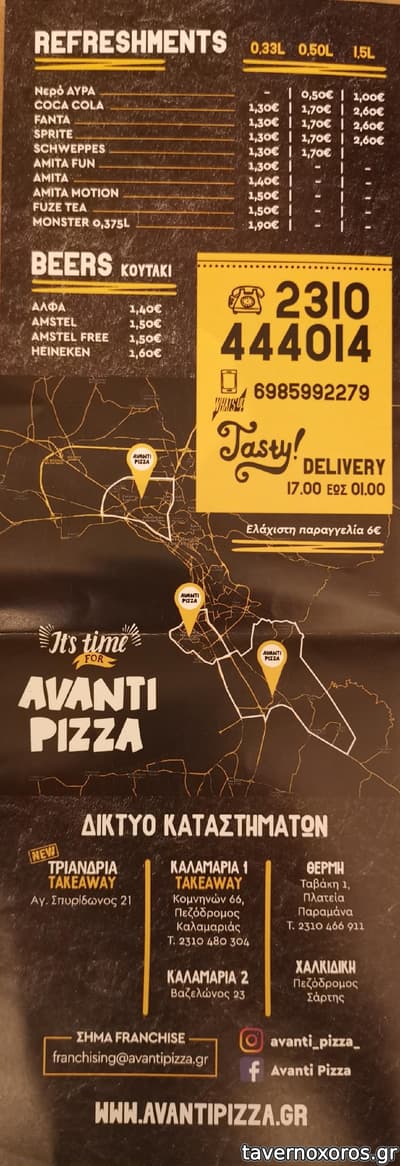 REFRESHMENTS 0,33L 0,50L 1,5L
Νερό ΑΥΡΑ - 0,50€ 1,00€
COCA COLA 1,30€ 1,70€ 2,60€
FANTA 1,30€ 1,70€ 2,60€
SPRITE 1,30€ 1,70€ 2,60€
SCHWEPPES 1,30€ 1,70€
AMITA FUN 1,30€ - -
AMITA 1,40€ - -
AMITA MOTION 1,50€ - -
FUZE TEA 1,50€ - -
MONSTER 0,375L 1,90€ - -
BEERS ΚΟΥΤΑΚΙ
ΑΛΦΑ 1,40€
AMSTEL 1,50€
AMSTEL FREE 1,50€
HEINEKEN 1,60€
2310
444014
6985992279
Tasty!
DELIVERY
17.00 ΕΩΣ 01.00
Ελάχιστη παραγγελία 6€
AVANTI
PIZZA
AVANTI
PIZZA
AVANTI
PIZZA
It's time
FOR
AVANTI
PIZZA
ΔΙΚΤΥΟ ΚΑΤΑΣΤΗΜΑΤΩΝ
NEW
ΤΡΙΑΝΔΡΙΑ
TAKEAWAY
Αγ. Σπυρίδωνος 21
ΚΑΛΑΜΑΡΙΑ 1
TAKEAWAY
Κομνηνών 66,
Πεζόδρομος
Καλαμαριάς
Τ. 2310 480 304
ΚΑΛΑΜΑΡΙΑ 2
Βαζελώνος 23
ΘΕΡΜΗ
Ταβάκη 1,
Πλατεία
Παραμάνα
Τ. 2310 466 911
ΧΑΛΚΙΔΙΚΗ
Πεζόδρομος
Σάρτης
ΣΗΜΑ FRANCHISE
franchising@avantipizza.gr
avanti_pizza_
Avanti Pizza
WWW.AVANTIPIZZA.GR
tavernoxoros.gr